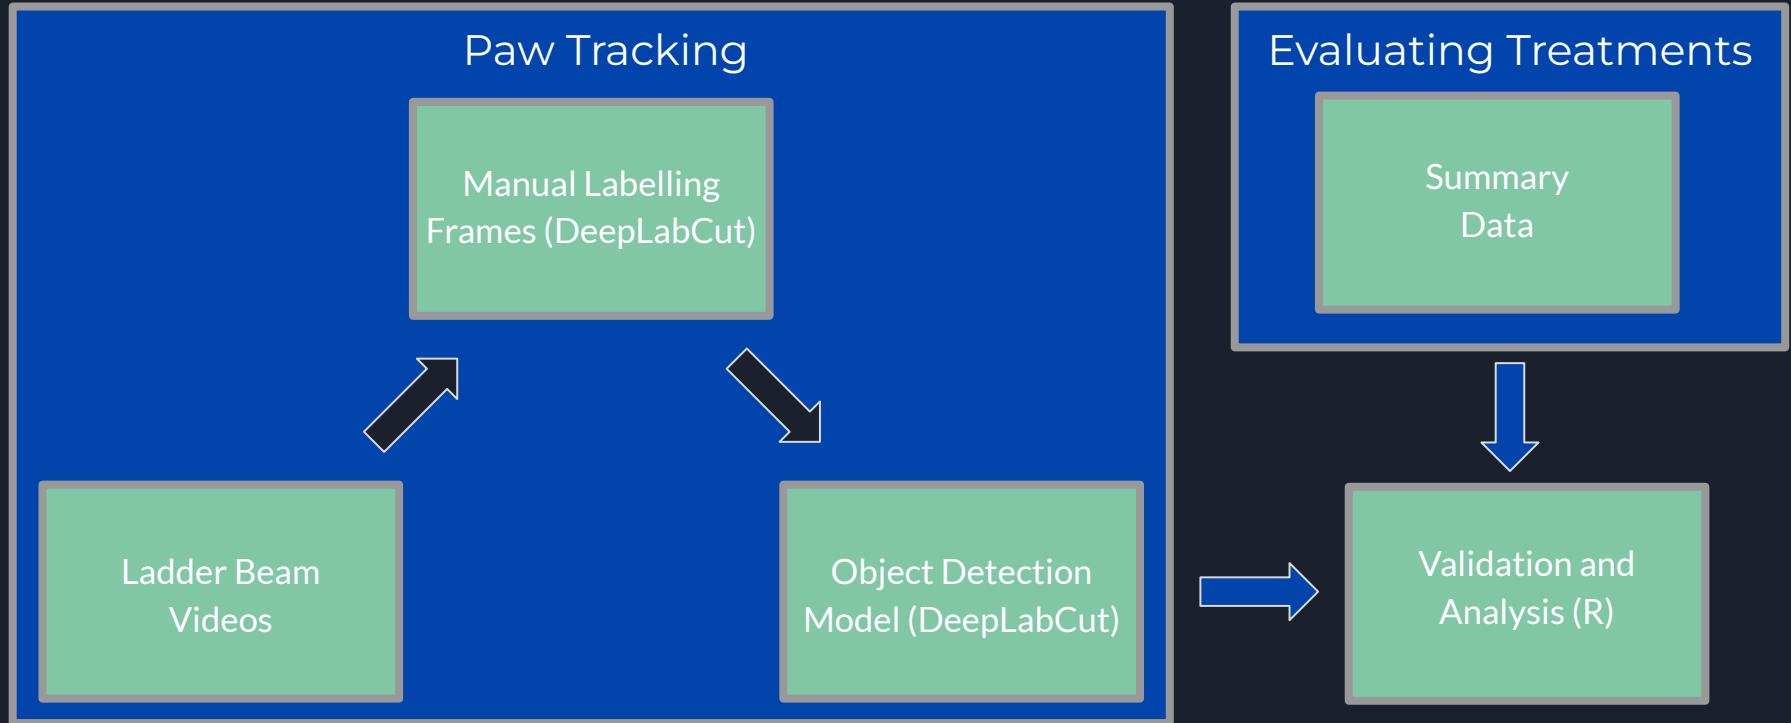 Paw Tracking
Manual Labelling
Frames (DeepLabCut)
Ladder Beam
Videos
Object Detection
Model (DeepLabCut)
Evaluating Treatments
Summary
Data
Validation and
Analysis (R)